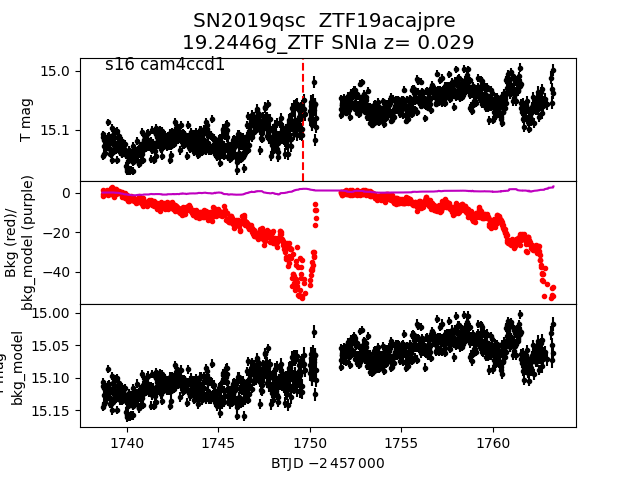 SN2019qsc  ZTF19acajpre
19.2446g_ZTF SNIa z= 0.029
s16 cam4ccd1
15.0
15.1
T mag
0
−20
−40
Bkg (red)/
bkg_model (purple)
15.00
15.05
15.10
15.15
bkg_model
1740
1745
1750
1755
1760
BTJD −2 457 000